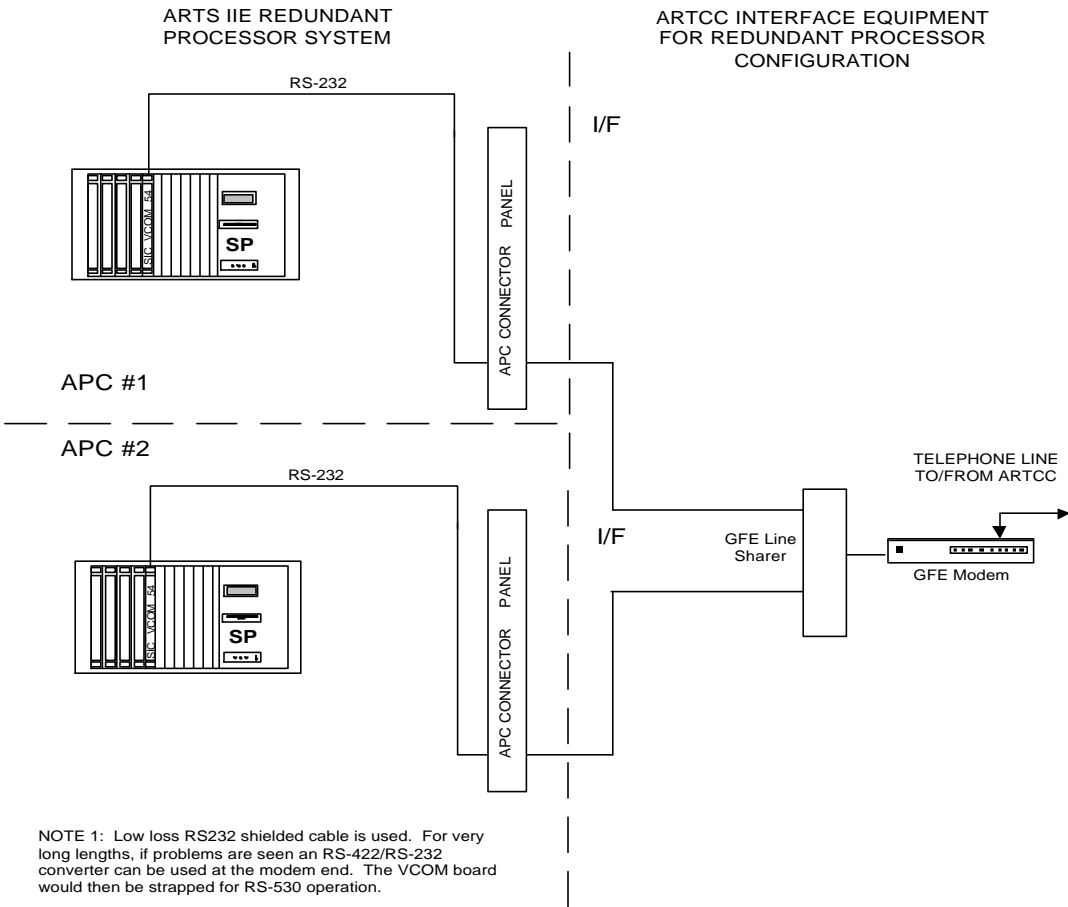 ARTS IIE REDUNDANT
PROCESSOR SYSTEM
ARTCC INTERFACE EQUIPMENT
FOR REDUNDANT PROCESSOR
CONFIGURATION
RS-232
I/F
SIC VCOM 54
SP
APC CONNECTOR PANEL
APC #1
APC #2
RS-232
TELEPHONE LINE
TO/FROM ARTCC
I/F
GFE Line
Sharer
GFE Modem
SIC VCOM 54
SP
APC CONNECTOR PANEL
NOTE 1: Low loss RS232 shielded cable is used. For very
long lengths, if problems are seen an RS-422/RS-232
converter can be used at the modem end. The VCOM board
would then be strapped for RS-530 operation.